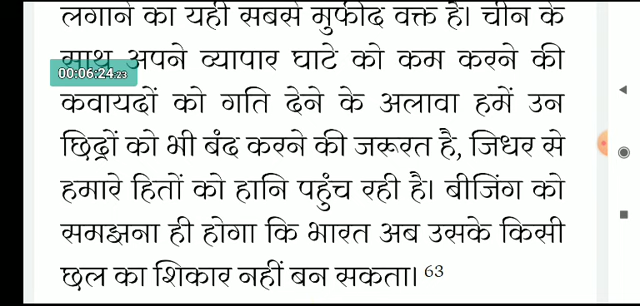 लगाने का यही सबसे मुफीद वक्त है। चीन के
साथ अपने व्यापार घाटे को कम करने की
00:06:24:23
कवायदों को गति देने के अलावा हमें उन
छिद्रों को भी बंद करने की जरूरत है, जिधर से
हमारे हितों को हानि पहुंच रही है। बीजिंग को
समझना ही होगा कि भारत अब उसके किसी
छल का शिकार नहीं बन सकता। 63